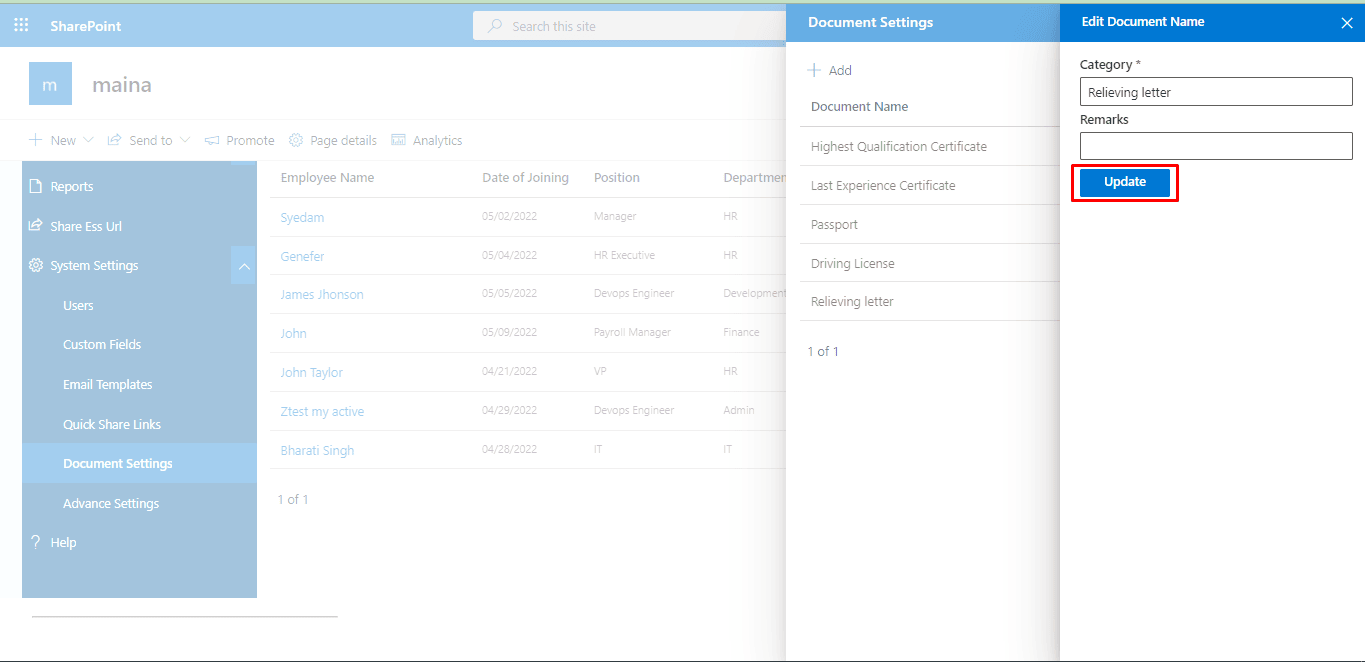 SharePoint
Search this site
m
maina
New
Send to
Promote
Page details
Analytics
Reports
Share Ess Url
System Settings
Users
Custom Fields
Email Templates
Quick Share Links
Document Settings
Advance Settings
? Help
Employee Name Date of Joining Position Departmen
Syedam 05/02/2022 Manager HR
Genefer 05/04/2022 HR Executive HR
James Jhonson 05/05/2022 Devops Engineer Development
John 05/09/2022 Payroll Manager Finance
John Taylor 04/21/2022 VP HR
Ztest my active 04/29/2022 Devops Engineer Admin
Bharati Singh 04/28/2022 IT IT
1 of 1
Document Settings
Add
Document Name
Highest Qualification Certificate
Last Experience Certificate
Passport
Driving License
Relieving letter
1 of 1
Edit Document Name
Category *
Relieving letter
Remarks
Update